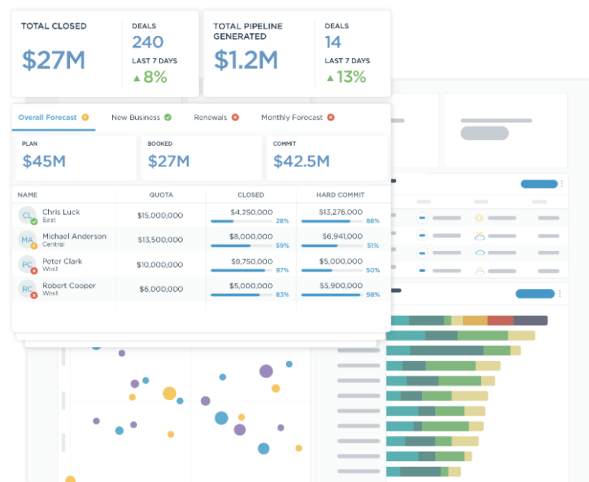 TOTAL CLOSED
$27M
DEALS
240
LAST 7 DAYS
▲ 8%
TOTAL PIPELINE
GENERATED
$1.2M
DEALS
14
LAST 7 DAYS
▲ 13%
Overall Forecast
New Business
Renewals
Monthly Forecast
PLAN
$45M
BOOKED
$27M
COMMIT
$42.5M
NAME QUOTA CLOSED HARD COMMIT
CL Chris Luck $15,000,000 $4,250,000 $13,276,000
East 28% 88%
MA Michael Anderson $13,500,000 $8,000,000 $6,941,000
Central 59% 51%
PC Peter Clark $10,000,000 $9,750,000 $5,000,000
West 97% 50%
RC Robert Cooper $6,000,000 $5,000,000 $5,900,000
West 83% 98%